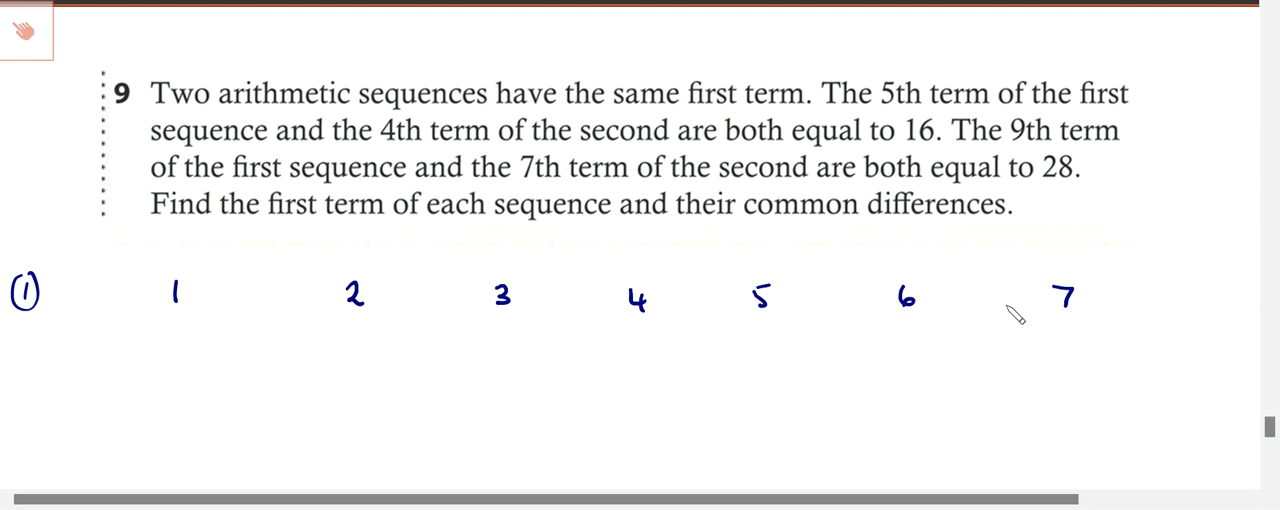 9 Two arithmetic sequences have the same first term. The 5th term of the first
sequence and the 4th term of the second are both equal to 16. The 9th term
of the first sequence and the 7th term of the second are both equal to 28.
Find the first term of each sequence and their common differences.
① 1 2 3 4 5 6 7